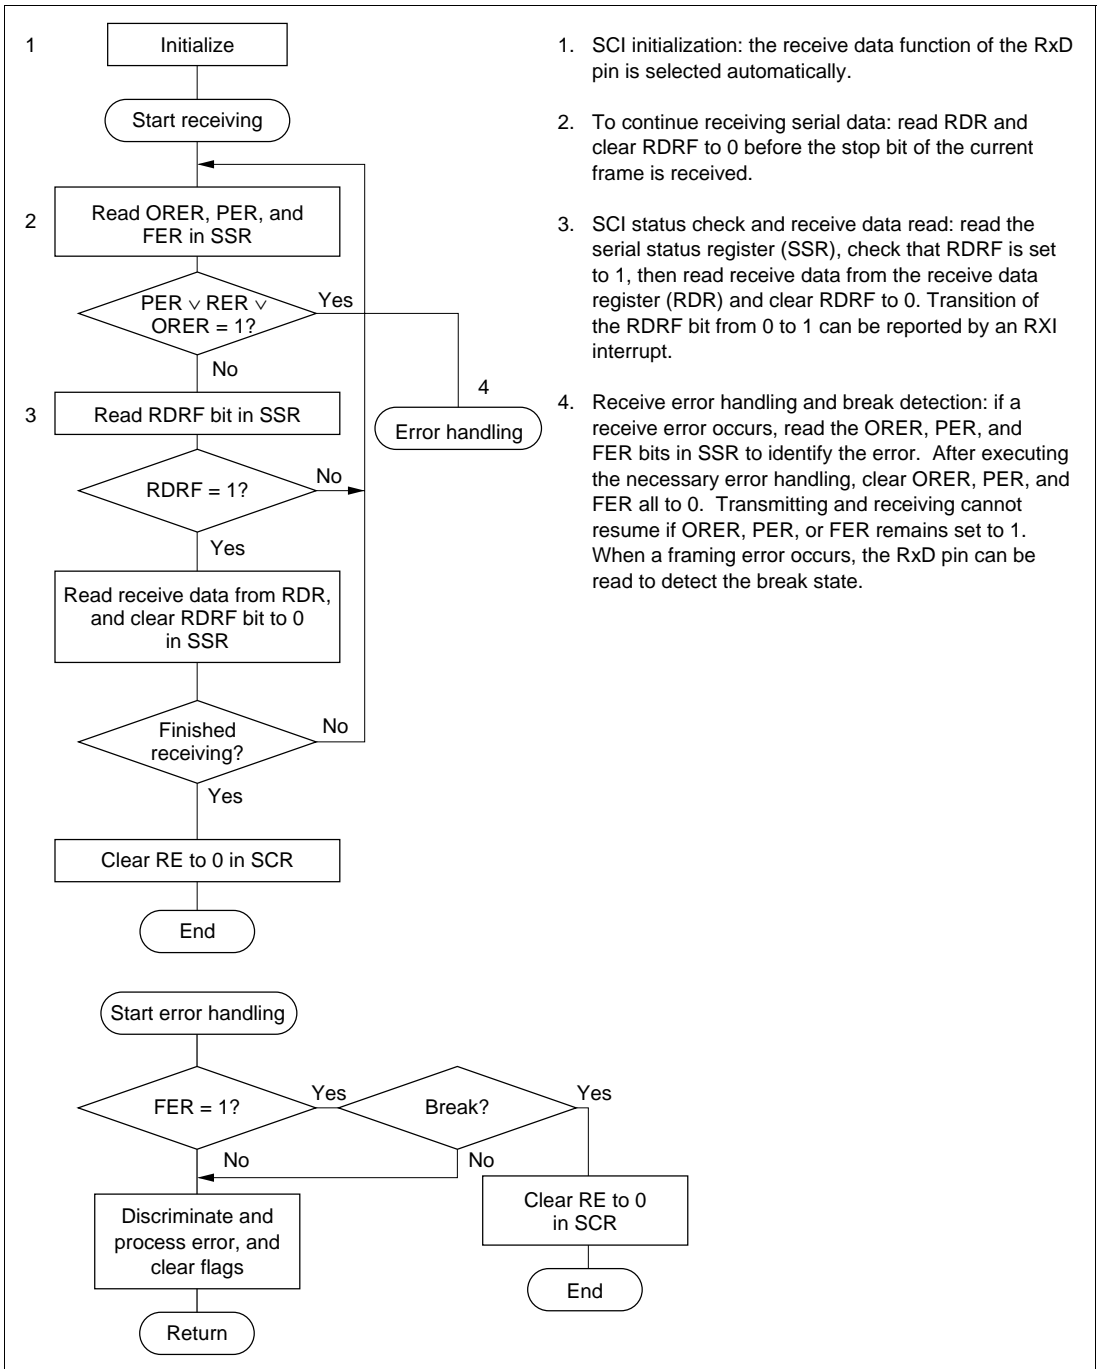 1
Initialize
Start receiving
2
Read ORER, PER, and
FER in SSR
PER ∨ RER ∨
ORER = 1?
Yes
No
4
Error handling
3
Read RDRF bit in SSR
RDRF = 1?
No
Yes
Read receive data from RDR,
and clear RDRF bit to 0
in SSR
Finished
receiving?
No
Yes
Clear RE to 0 in SCR
End
1. SCI initialization: the receive data function of the RxD
pin is selected automatically.
2. To continue receiving serial data: read RDR and
clear RDRF to 0 before the stop bit of the current
frame is received.
3. SCI status check and receive data read: read the
serial status register (SSR), check that RDRF is set
to 1, then read receive data from the receive data
register (RDR) and clear RDRF to 0. Transition of
the RDRF bit from 0 to 1 can be reported by an RXI
interrupt.
4. Receive error handling and break detection: if a
receive error occurs, read the ORER, PER, and
FER bits in SSR to identify the error. After executing
the necessary error handling, clear ORER, PER, and
FER all to 0. Transmitting and receiving cannot
resume if ORER, PER, or FER remains set to 1.
When a framing error occurs, the RxD pin can be
read to detect the break state.
Start error handling
FER = 1?
Yes
Break?
Yes
No
No
Discriminate and
process error, and
clear flags
Clear RE to 0
in SCR
End
Return